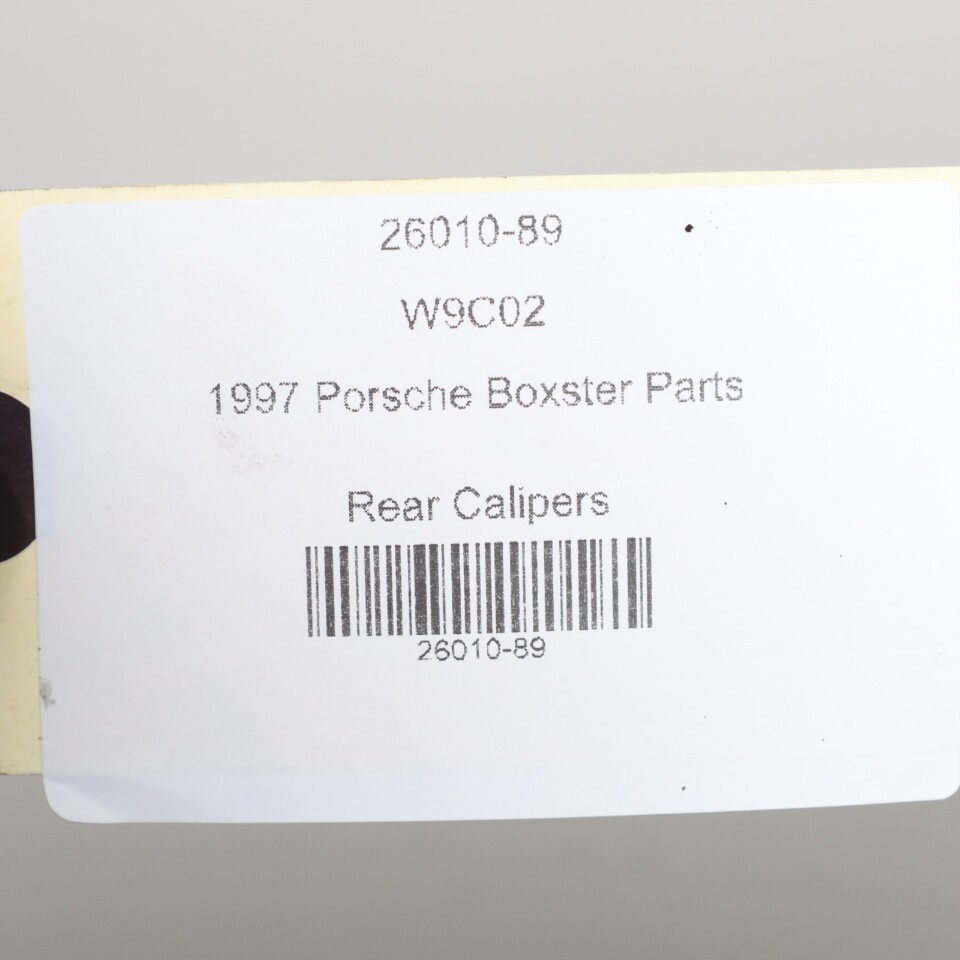 26010-89
W9C02
1997 Porsche Boxster Parts
Rear Calipers
26010-89